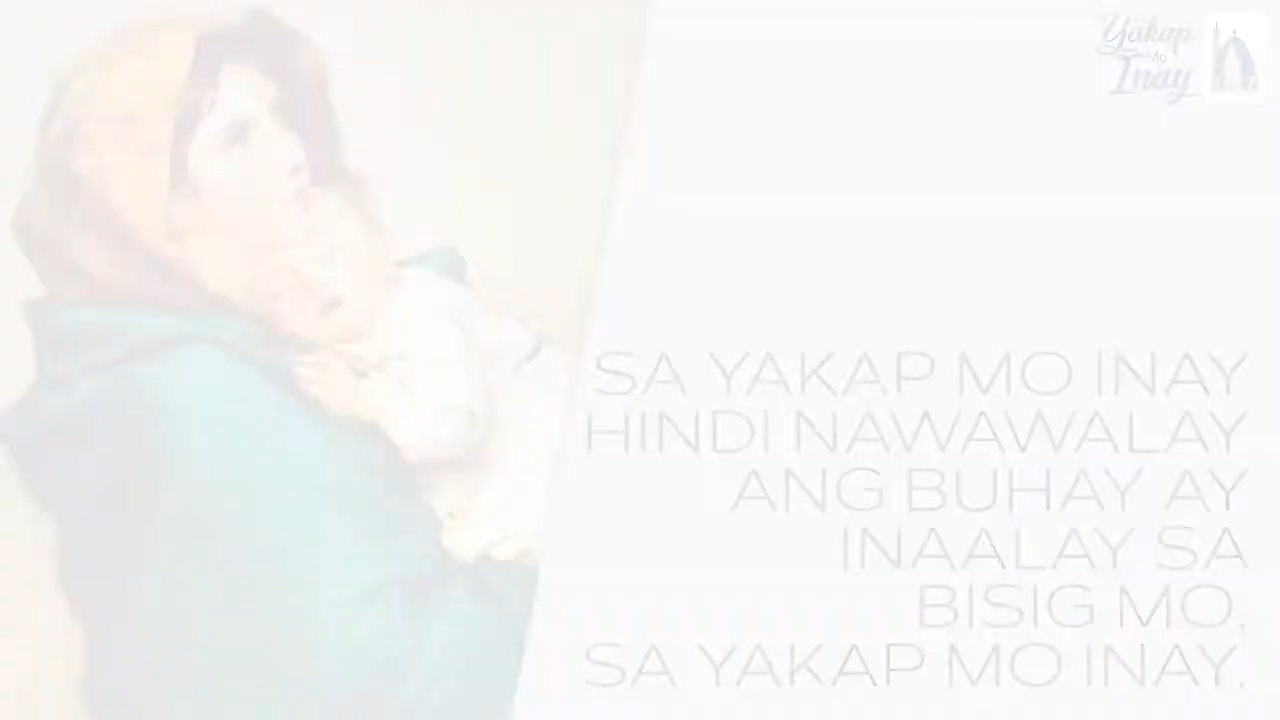 Yakap
Mo
Inay
SA YAKAP MO INAY
HINDI NAWAWALAY
ANG BUHAY AY
INAALAY SA
BISIG MO,
SA YAKAP MO INAY.